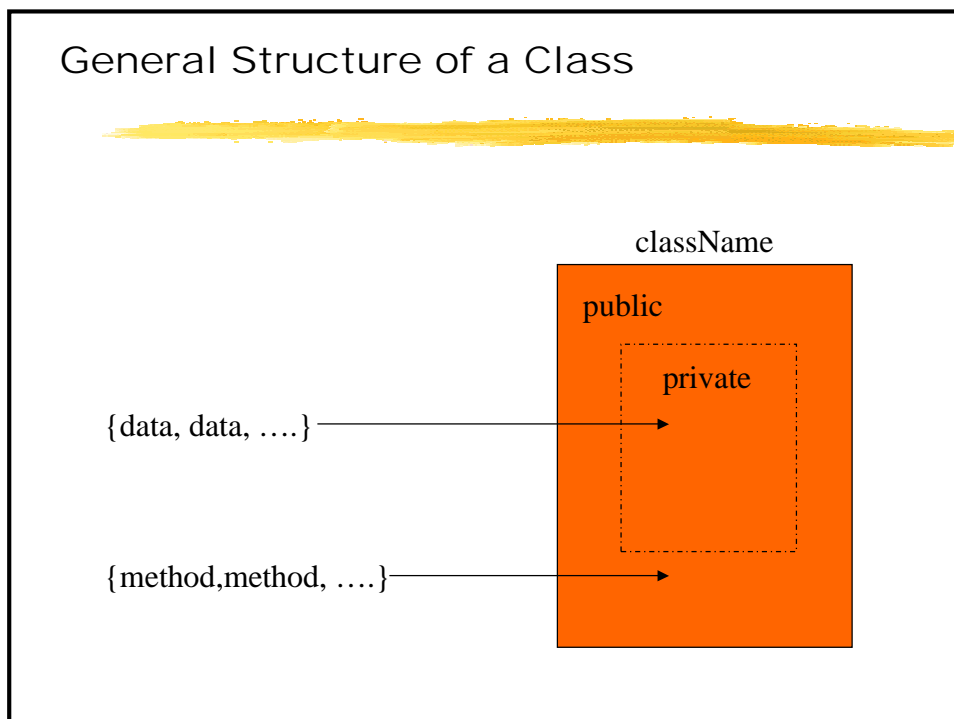 General Structure of a Class
className
public
private
{data, data, ….}
{method,method, ….}